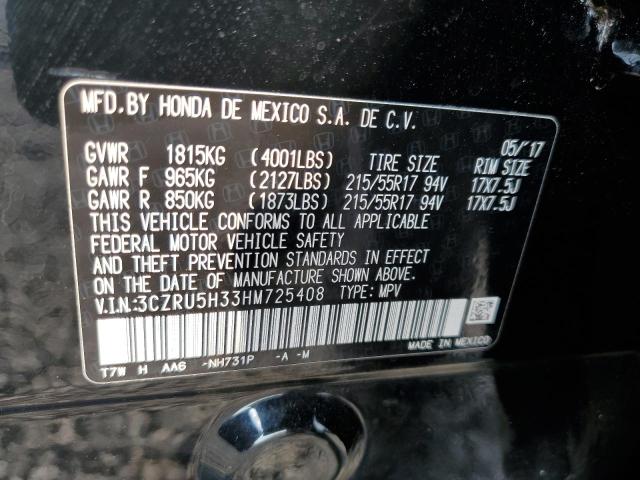 MFD. BY HONDA DE MEXICO S.A. DE C.V.
05/'17
GVWR 1815KG (4001LBS) TIRE SIZE RIM SIZE
GAWR F 965KG (2127LBS) 215/55R17 94V 17X7.5J
GAWR R 850KG (1873LBS) 215/55R17 94V 17X7.5J
THIS VEHICLE CONFORMS TO ALL APPLICABLE
FEDERAL MOTOR VEHICLE SAFETY
AND THEFT PREVENTION STANDARDS IN EFFECT
ON THE DATE OF MANUFACTURE SHOWN ABOVE.
V.I.N.:3CZRU5H33HM725408 TYPE: MPV
T7W H AA6 -NH731P -A -M
MADE IN MEXICO